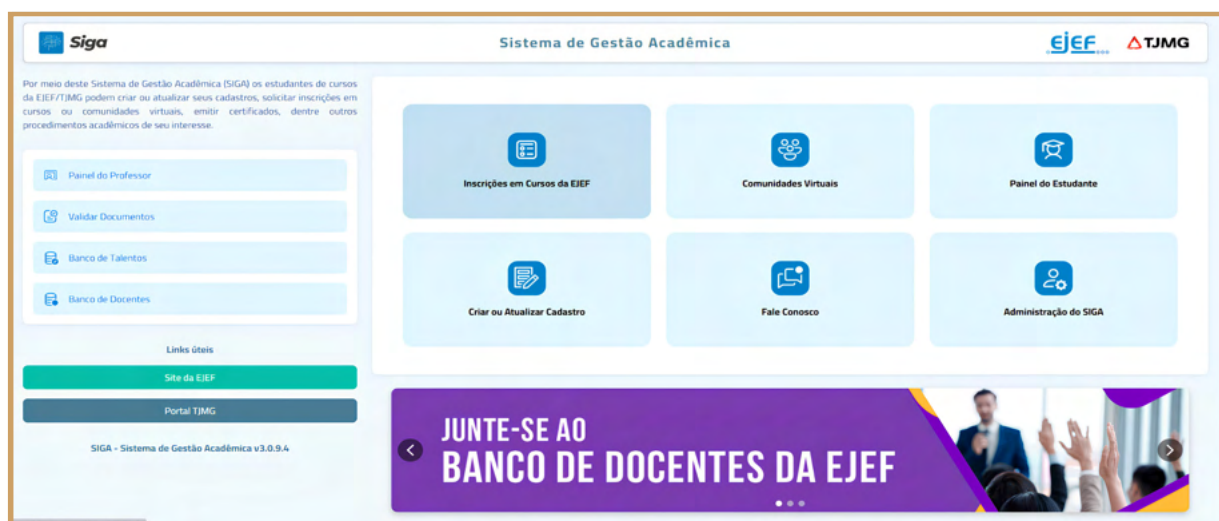 Siga
Sistema de Gestão Acadêmica
EJEF
TJMG
Por meio deste Sistema de Gestão Acadêmica (SIGA) os estudantes de cursos
da EJEF/TJMG podem criar ou atualizar seus cadastros, solicitar inscrições em
cursos ou comunidades virtuais, emitir certificados, dentre outros
procedimentos acadêmicos de seu interesse.
Painel do Professor
Validar Documentos
Banco de Talentos
Banco de Docentes
Links úteis
Site da EJEF
Portal TJMG
SIGA - Sistema de Gestão Acadêmica v3.0.9.4
Inscrições em Cursos da EJEF
Comunidades Virtuais
Painel do Estudante
Criar ou Atualizar Cadastro
Fale Conosco
Administração do SIGA
JUNTE-SE AO
BANCO DE DOCENTES DA EJEF